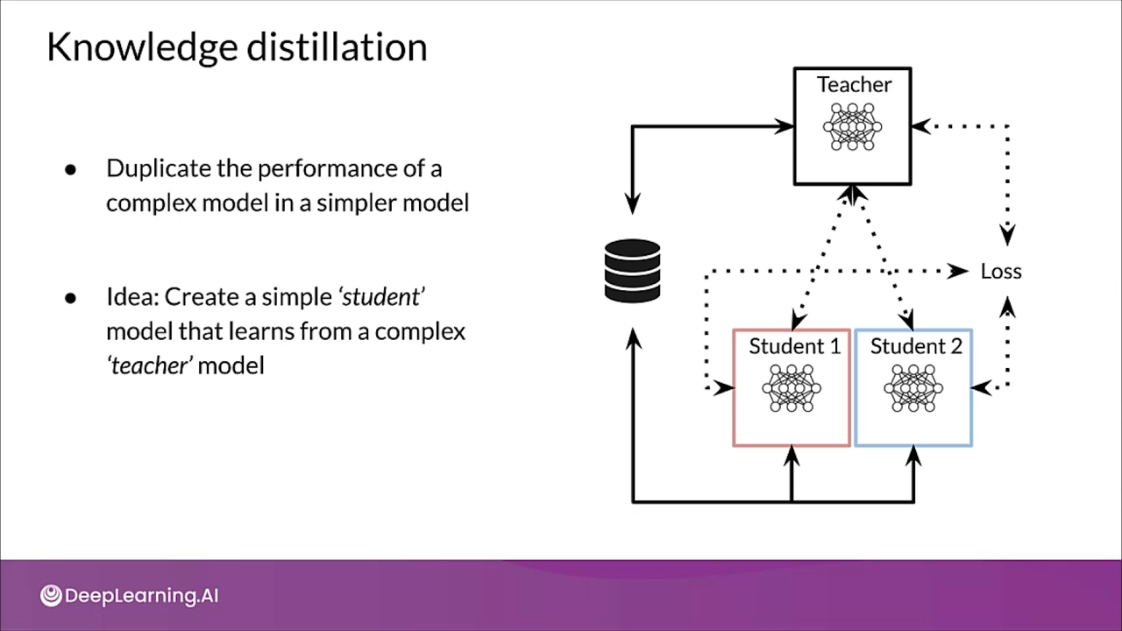 Knowledge distillation
● Duplicate the performance of a
complex model in a simpler model
● Idea: Create a simple ‘student’
model that learns from a complex
‘teacher’ model
Teacher
Loss
Student 1
Student 2
DeepLearning.AI